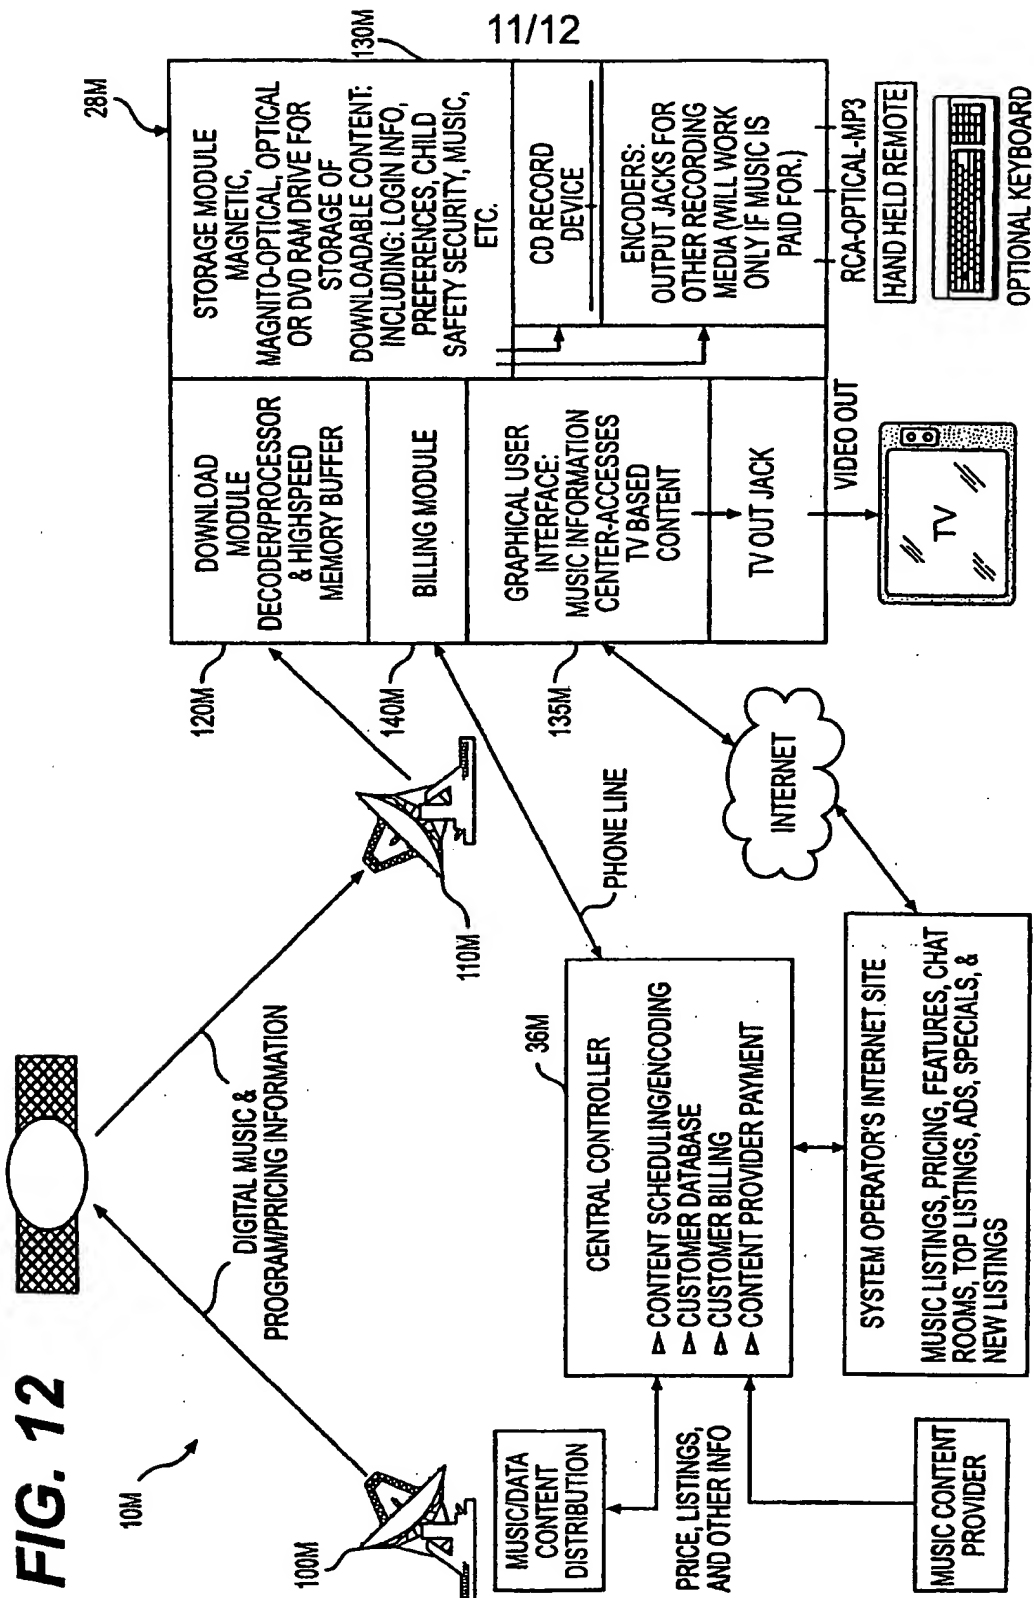 11/12
FIG. 12
10M
100M
DIGITAL MUSIC &
PROGRAM/PRICING INFORMATION
110M
MUSIC/DATA
CONTENT
DISTRIBUTION
PRICE, LISTINGS,
AND OTHER INFO
MUSIC CONTENT
PROVIDER
36M
CENTRAL CONTROLLER
CONTENT SCHEDULING/ENCODING
CUSTOMER DATABASE
CUSTOMER BILLING
CONTENT PROVIDER PAYMENT
PHONE LINE
SYSTEM OPERATOR'S INTERNET SITE
MUSIC LISTINGS, PRICING, FEATURES, CHAT
ROOMS, TOP LISTINGS, ADS, SPECIALS, &
NEW LISTINGS
INTERNET
28M
120M
DOWNLOAD
MODULE
DECODER/PROCESSOR
& HIGHSPEED
MEMORY BUFFER
140M
BILLING MODULE
135M
GRAPHICAL USER
INTERFACE:
MUSIC INFORMATION
CENTER-ACCESSES
TV BASED
CONTENT
TV OUT JACK
VIDEO OUT
TV
130M
STORAGE MODULE
MAGNETIC,
MAGNITO-OPTICAL, OPTICAL
OR DVD RAM DRIVE FOR
STORAGE OF
DOWNLOADABLE CONTENT:
INCLUDING: LOGIN INFO,
PREFERENCES, CHILD
SAFETY SECURITY, MUSIC,
ETC.
CD RECORD
DEVICE
ENCODERS:
OUTPUT JACKS FOR
OTHER RECORDING
MEDIA (WILL WORK
ONLY IF MUSIC IS
PAID FOR.)
RCA-OPTICAL-MP3
HAND HELD REMOTE
OPTIONAL KEYBOARD